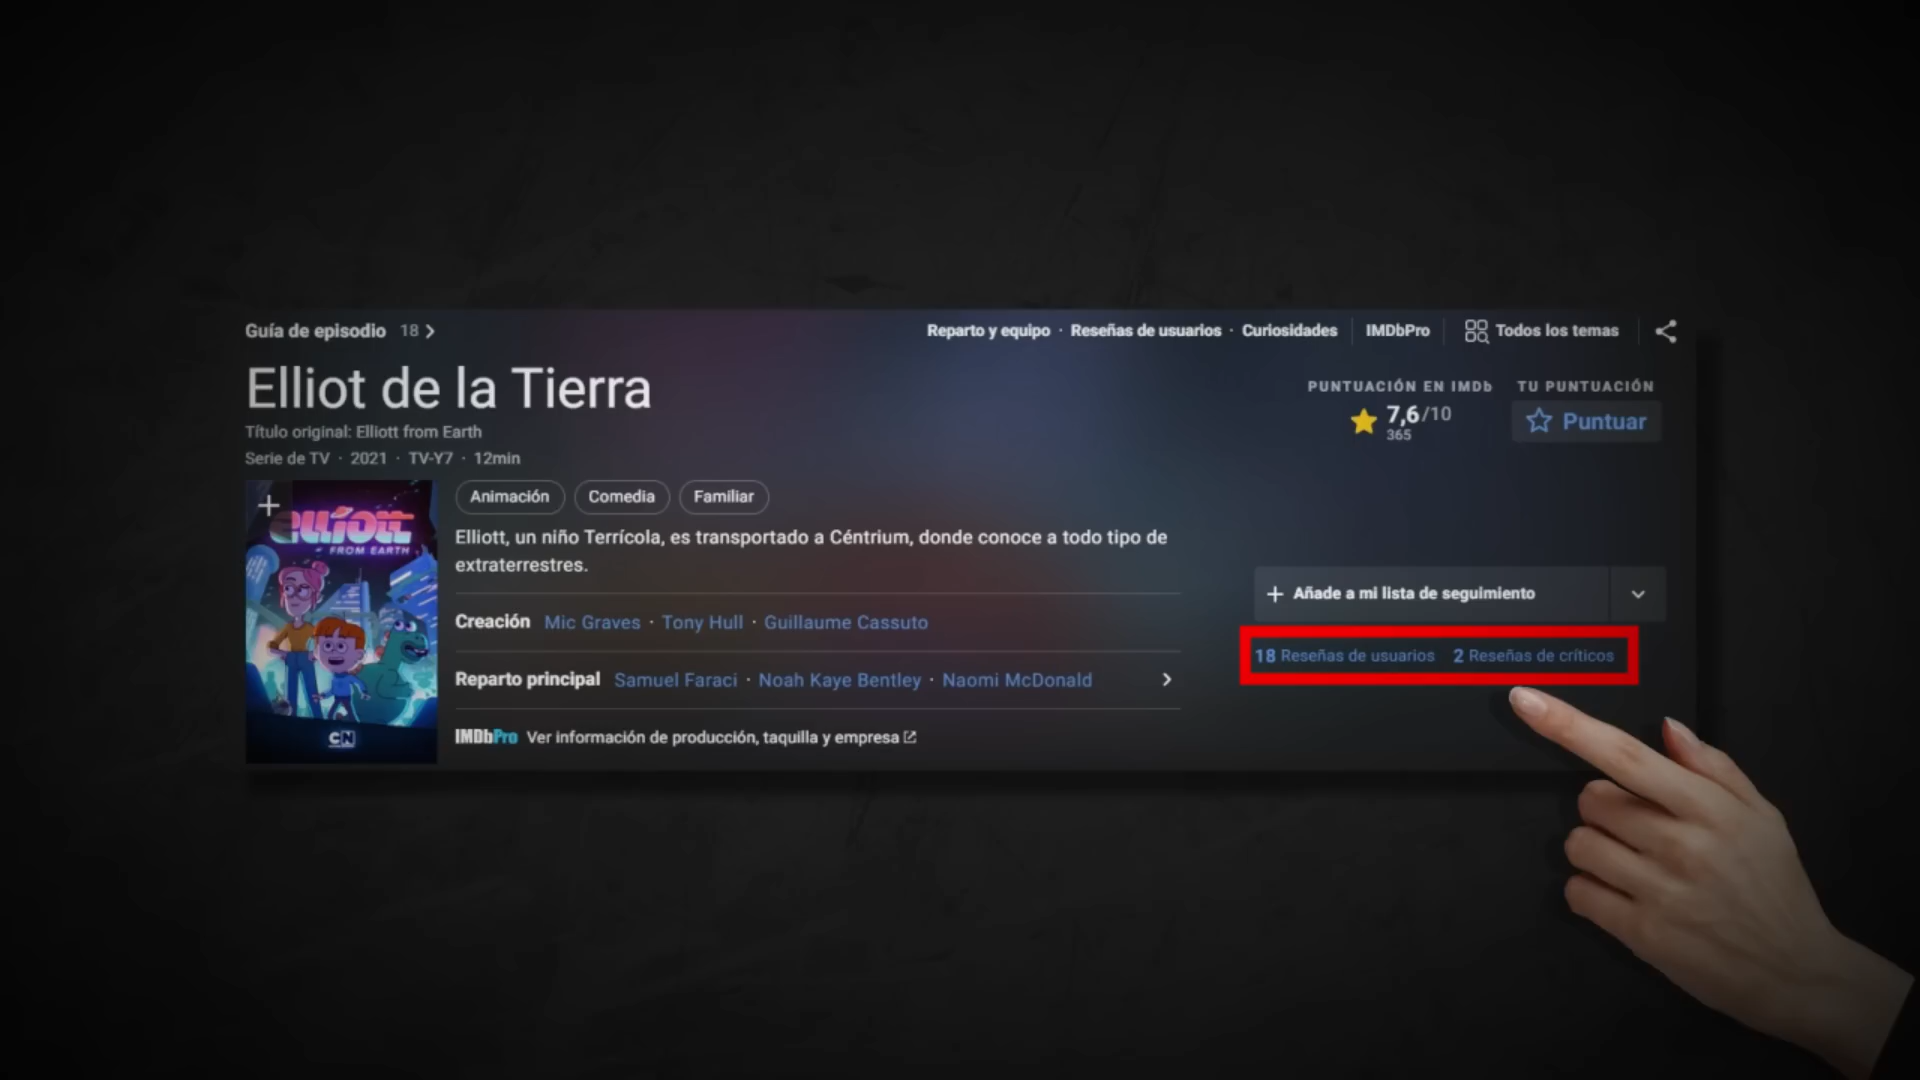 Guía de episodio 18
Reparto y equipo · Reseñas de usuarios · Curiosidades IMDbPro Todos los temas
Elliot de la Tierra
Título original: Elliott from Earth
Serie de TV · 2021 · TV-Y7 · 12min
PUNTUACIÓN EN IMDb
7,6/10
365
TU PUNTUACIÓN
Puntuar
elliott
FROM EARTH
CN
Animación
Comedia
Familiar
Elliott, un niño Terrícola, es transportado a Céntrium, donde conoce a todo tipo de
extraterrestres.
Creación Mic Graves · Tony Hull · Guillaume Cassuto
Reparto principal Samuel Faraci · Noah Kaye Bentley · Naomi McDonald
IMDbPro Ver información de producción, taquilla y empresa
+ Añade a mi lista de seguimiento
18 Reseñas de usuarios 2 Reseñas de críticos